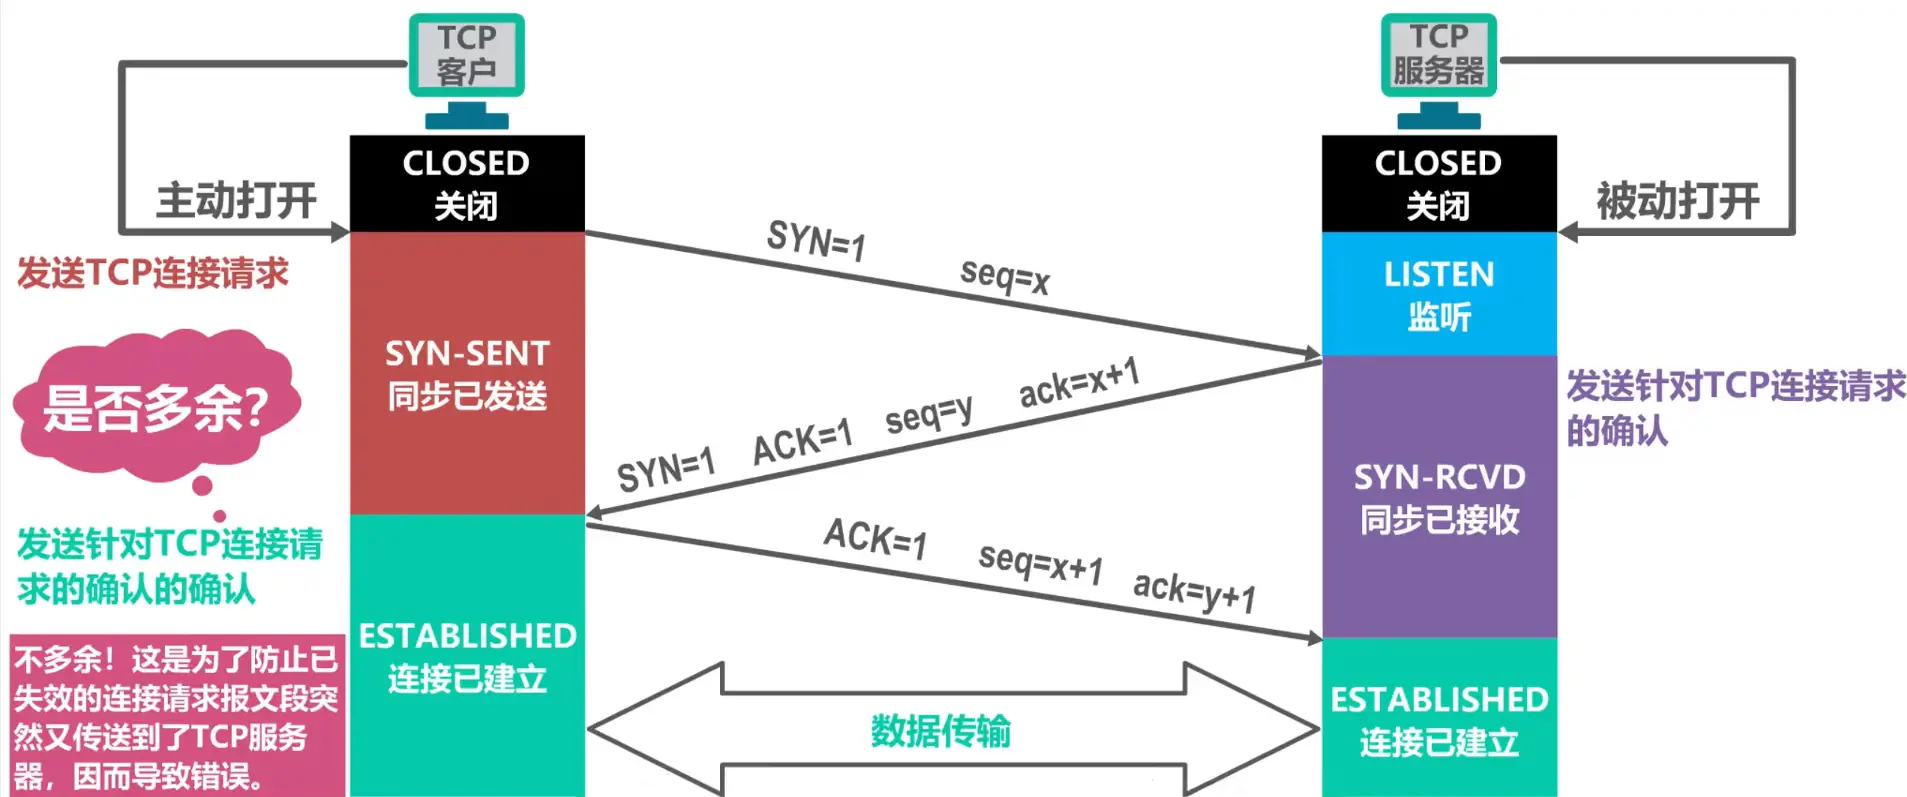 TCP
客户
TCP
服务器
CLOSED
关闭
CLOSED
关闭
主动打开
被动打开
发送TCP连接请求
SYN=1 seq=x
LISTEN
监听
SYN-SENT
同步已发送
是否多余?
SYN=1 ACK=1 seq=y ack=x+1
发送针对TCP连接请求
的确认
SYN-RCVD
同步已接收
发送针对TCP连接请
求的确认的确认
ACK=1 seq=x+1 ack=y+1
ESTABLISHED
连接已建立
不多余！这是为了防止已
失效的连接请求报文段突
然又传送到了TCP服务
器，因而导致错误。
数据传输
ESTABLISHED
连接已建立